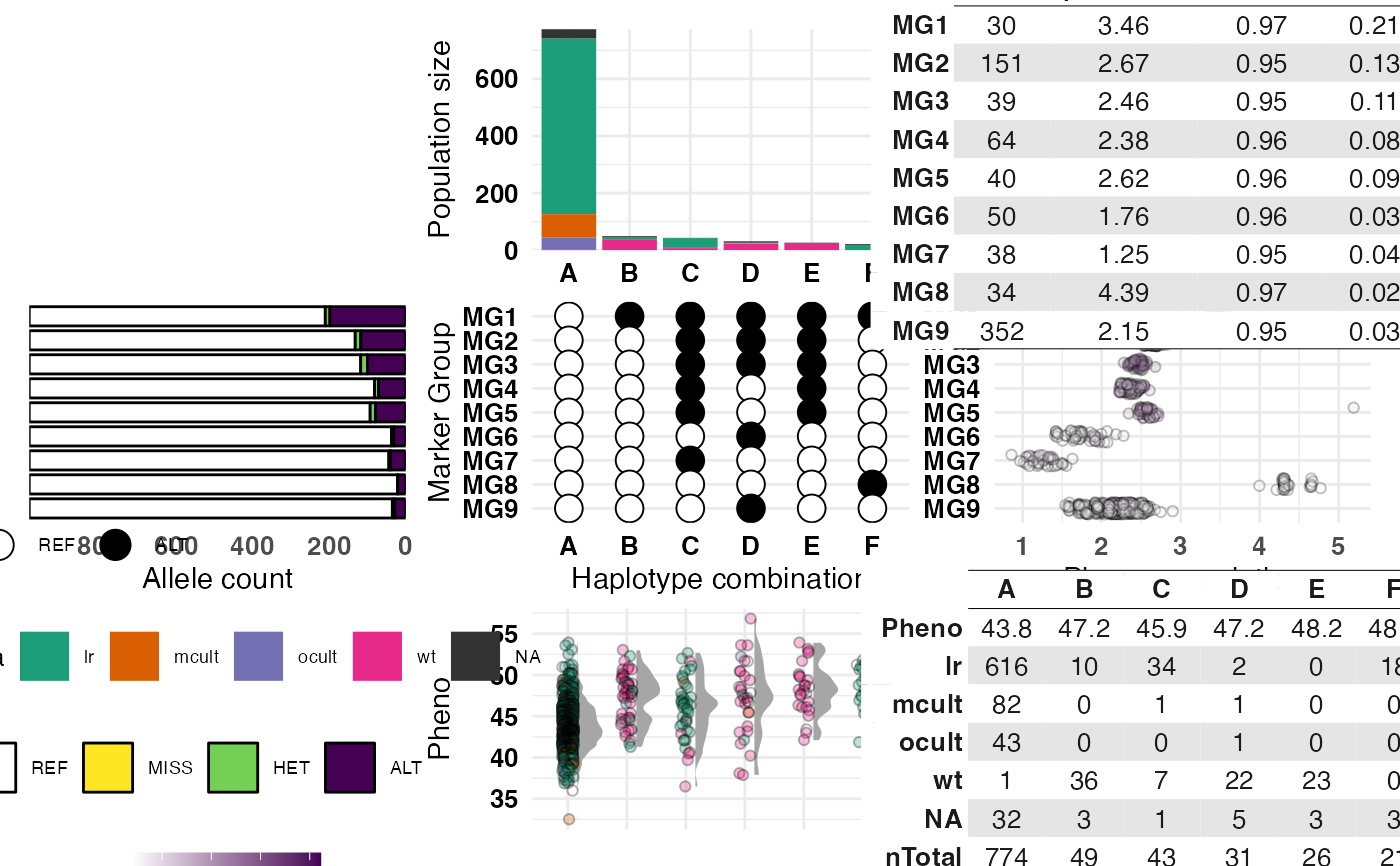 Population size
600
400
200
0
A B C D E F
MG1 30 3.46 0.97 0.21
MG2 151 2.67 0.95 0.13
MG3 39 2.46 0.95 0.11
MG4 64 2.38 0.96 0.08
MG5 40 2.62 0.96 0.09
MG6 50 1.76 0.96 0.03
MG7 38 1.25 0.95 0.04
MG8 34 4.39 0.97 0.02
MG9 352 2.15 0.95 0.03
Marker Group
MG1
MG2
MG3
MG4
MG5
MG6
MG7
MG8
MG9
MG3
MG4
MG5
MG6
MG7
MG8
MG9
REF ALT
600 400 200 0
Allele count
A B C D E F
Haplotype combination
1 2 3 4 5
lr mcult ocult wt NA
REF MISS HET ALT
Pheno
55
50
45
40
35
A B C D E F
Pheno 43.8 47.2 45.9 47.2 48.2 48
lr 616 10 34 2 0 18
mcult 82 0 1 1 0 0
ocult 43 0 0 1 0 0
wt 1 36 7 22 23 0
NA 32 3 1 5 3 3
nTotal 774 49 43 31 26 21